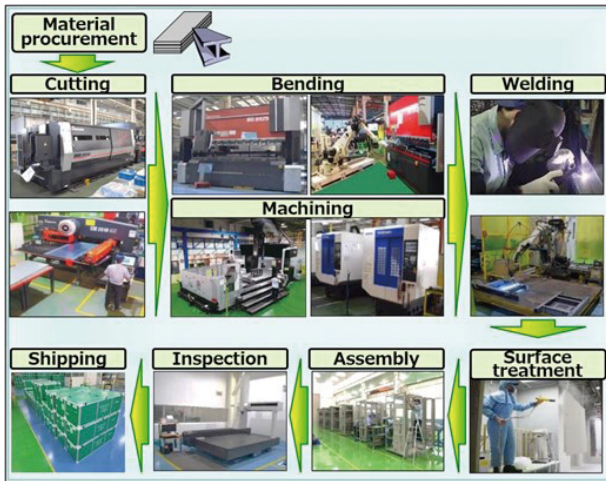 Material
procurement
Cutting
Bending
Welding
Machining
Shipping
Inspection
Assembly
Surface
treatment